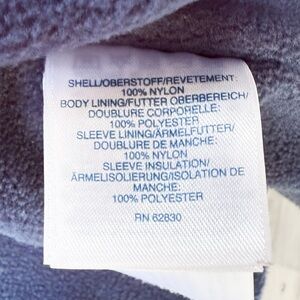 SHELL/OBERSTOFF/REVETEMENT:
100% NYLON
BODY LINING/FUTTER OBERBEREICH/
DOUBLURE CORPORELLE:
100% POLYESTER
SLEEVE LINING/ÄRMELFUTTER/
DOUBLURE DE MANCHE:
100% NYLON
SLEEVE INSULATION/
ÄRMELISOLIERUNG/ISOLATION DE
MANCHE:
100% POLYESTER
RN 62830